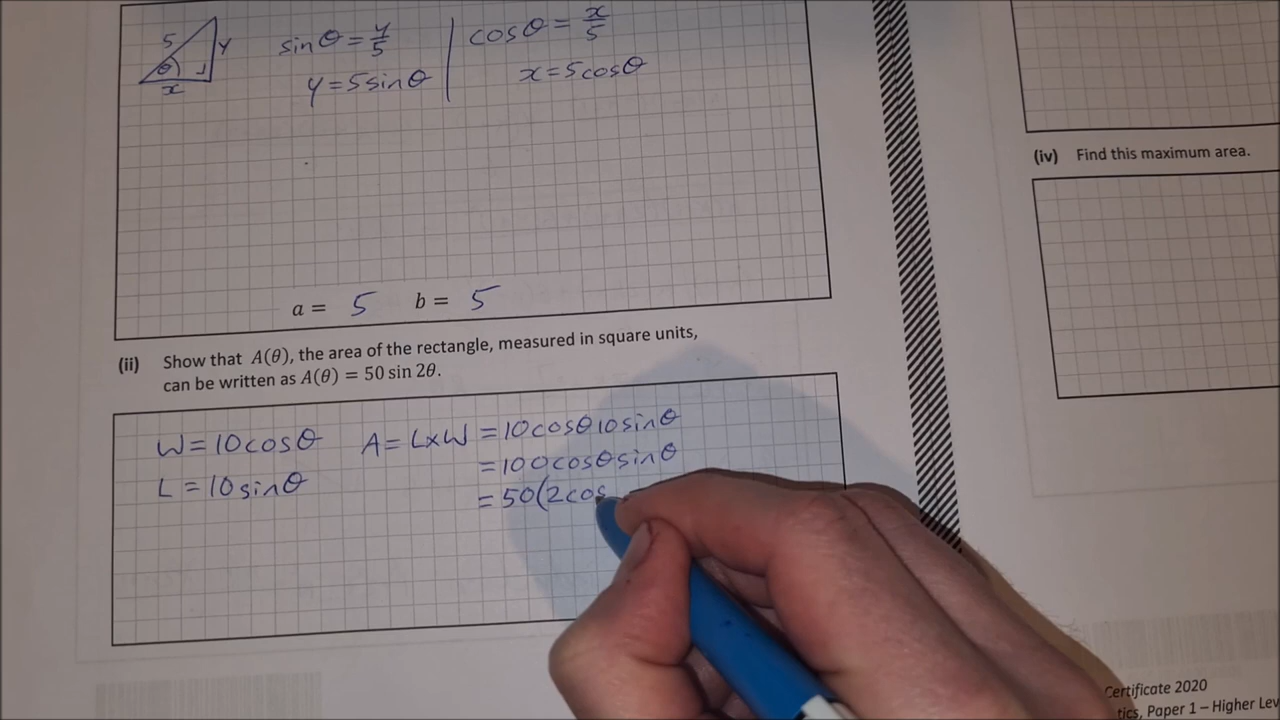 5
y
θ
x
sinθ = y/5
y = 5sinθ
cosθ = x/5
x = 5cosθ
a = 5 b = 5
(ii) Show that A(θ), the area of the rectangle, measured in square units,
can be written as A(θ) = 50 sin 2θ.
W = 10cosθ
L = 10sinθ
A = L×W = 10cosθ10sinθ
= 100cosθsinθ
= 50(2cos
(iv) Find this maximum area.
Certificate 2020
tics, Paper 1 – Higher Lev